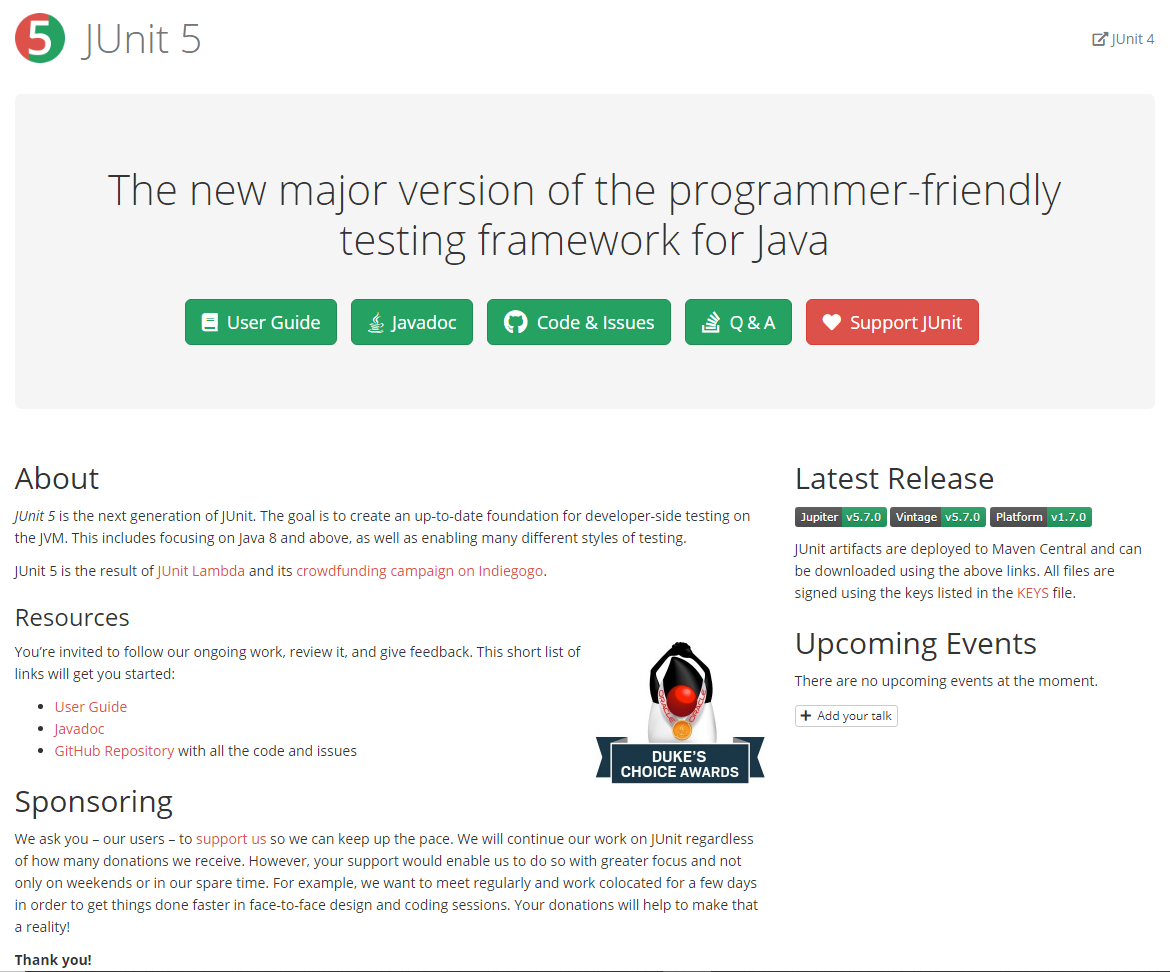 5 JUnit 5
JUnit 4
The new major version of the programmer-friendly
testing framework for Java
User Guide
Javadoc
Code & Issues
Q & A
Support JUnit
About
JUnit 5 is the next generation of JUnit. The goal is to create an up-to-date foundation for developer-side testing on
the JVM. This includes focusing on Java 8 and above, as well as enabling many different styles of testing.
JUnit 5 is the result of JUnit Lambda and its crowdfunding campaign on Indiegogo.
Resources
You’re invited to follow our ongoing work, review it, and give feedback. This short list of
links will get you started:
User Guide
Javadoc
GitHub Repository with all the code and issues
ORACLE ORACLE
DUKE'S
CHOICE AWARDS
Sponsoring
We ask you – our users – to support us so we can keep up the pace. We will continue our work on JUnit regardless
of how many donations we receive. However, your support would enable us to do so with greater focus and not
only on weekends or in our spare time. For example, we want to meet regularly and work colocated for a few days
in order to get things done faster in face-to-face design and coding sessions. Your donations will help to make that
a reality!
Thank you!
Latest Release
Jupiter v5.7.0 Vintage v5.7.0 Platform v1.7.0
JUnit artifacts are deployed to Maven Central and can
be downloaded using the above links. All files are
signed using the keys listed in the KEYS file.
Upcoming Events
There are no upcoming events at the moment.
+ Add your talk